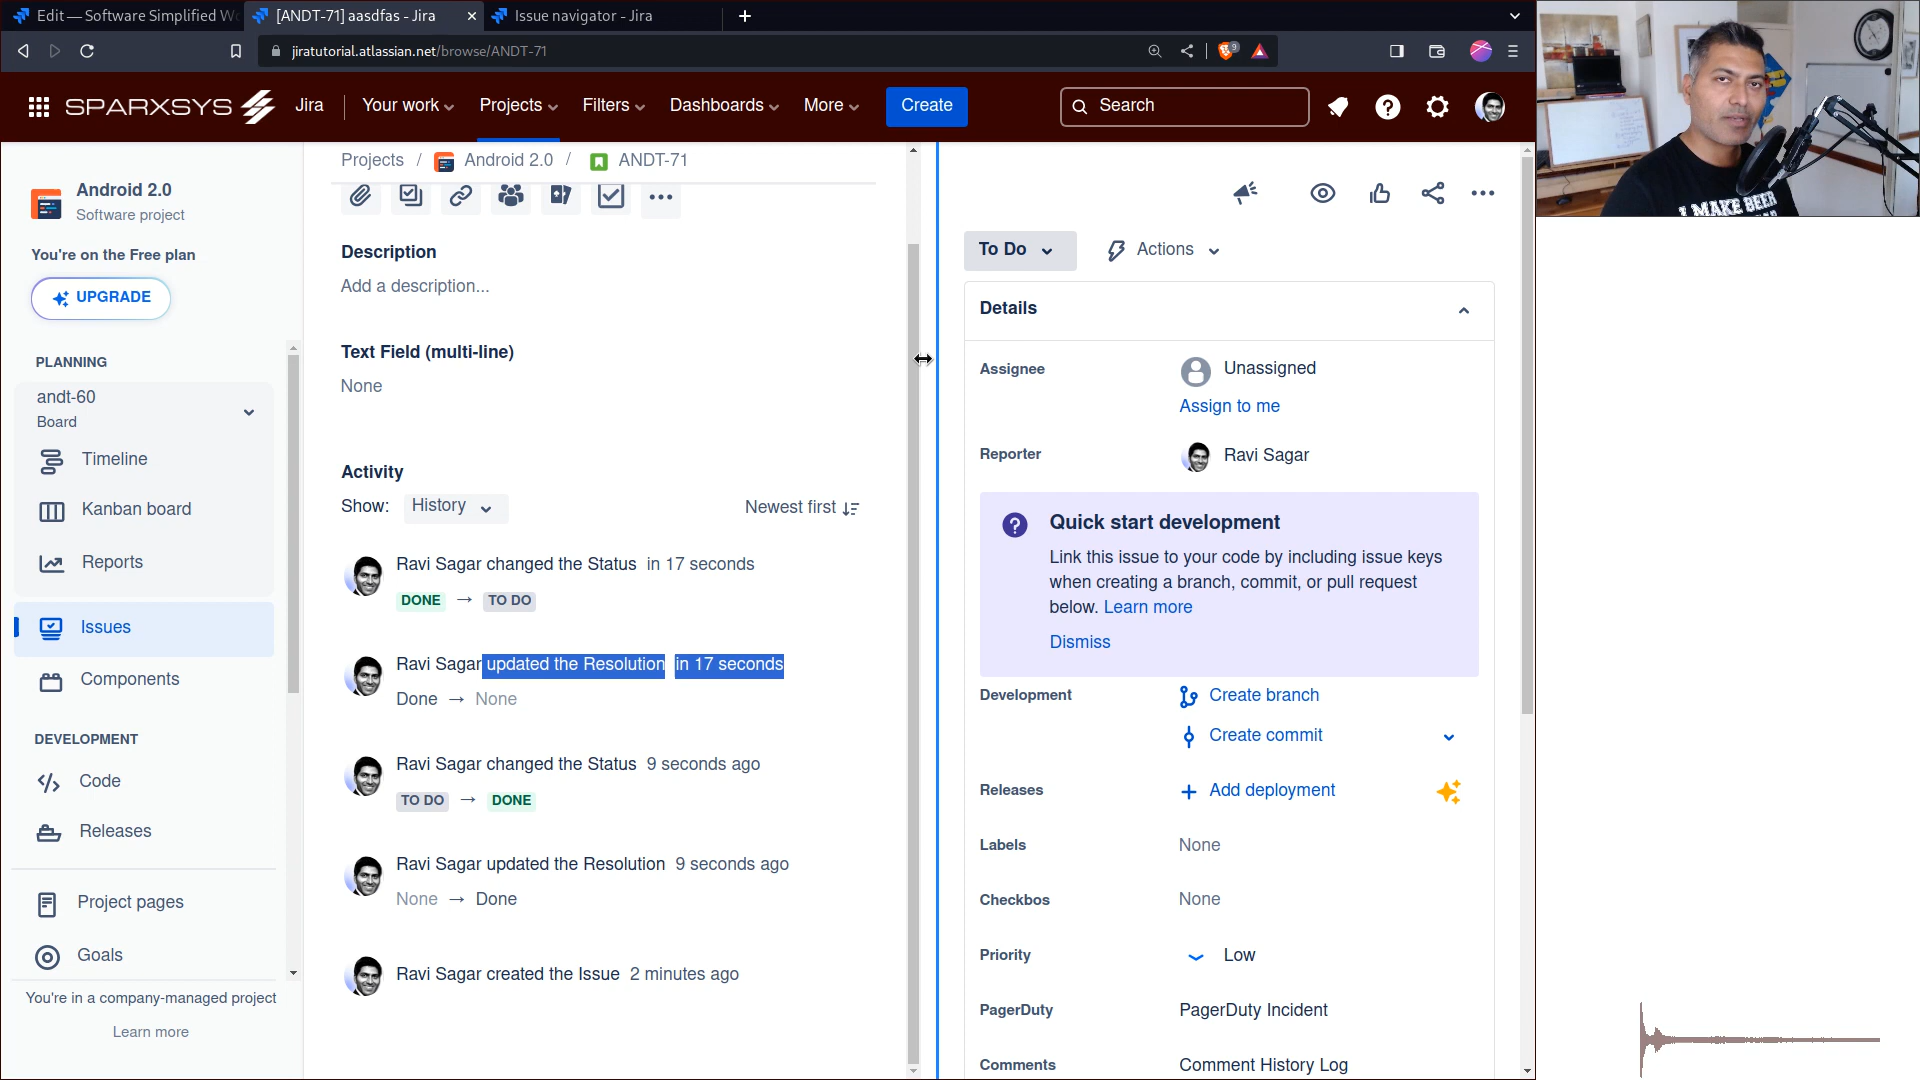 Edit — Software Simplified W
[ANDT-71] aasdfas - Jira
Issue navigator - Jira
jiratutorial.atlassian.net/browse/ANDT-71
9
SPARXSYS
Jira
Your work
Projects
Filters
Dashboards
More
Create
Search
Android 2.0
Software project
You're on the Free plan
UPGRADE
PLANNING
andt-60
Board
Timeline
Kanban board
Reports
Issues
Components
DEVELOPMENT
Code
Releases
Project pages
Goals
You're in a company-managed project
Learn more
Projects / Android 2.0 / ANDT-71
Description
Add a description...
Text Field (multi-line)
None
Activity
Show: History
Newest first
Ravi Sagar changed the Status in 17 seconds
DONE → TO DO
Ravi Sagar updated the Resolution in 17 seconds
Done → None
Ravi Sagar changed the Status 9 seconds ago
TO DO → DONE
Ravi Sagar updated the Resolution 9 seconds ago
None → Done
Ravi Sagar created the Issue 2 minutes ago
To Do
Actions
Details
Assignee
Unassigned
Assign to me
Reporter
Ravi Sagar
Quick start development
Link this issue to your code by including issue keys
when creating a branch, commit, or pull request
below. Learn more
Dismiss
Development
Create branch
Create commit
Releases
Add deployment
Labels
None
Checkbos
None
Priority
Low
PagerDuty
PagerDuty Incident
Comments
Comment History Log
I MAKE BEER